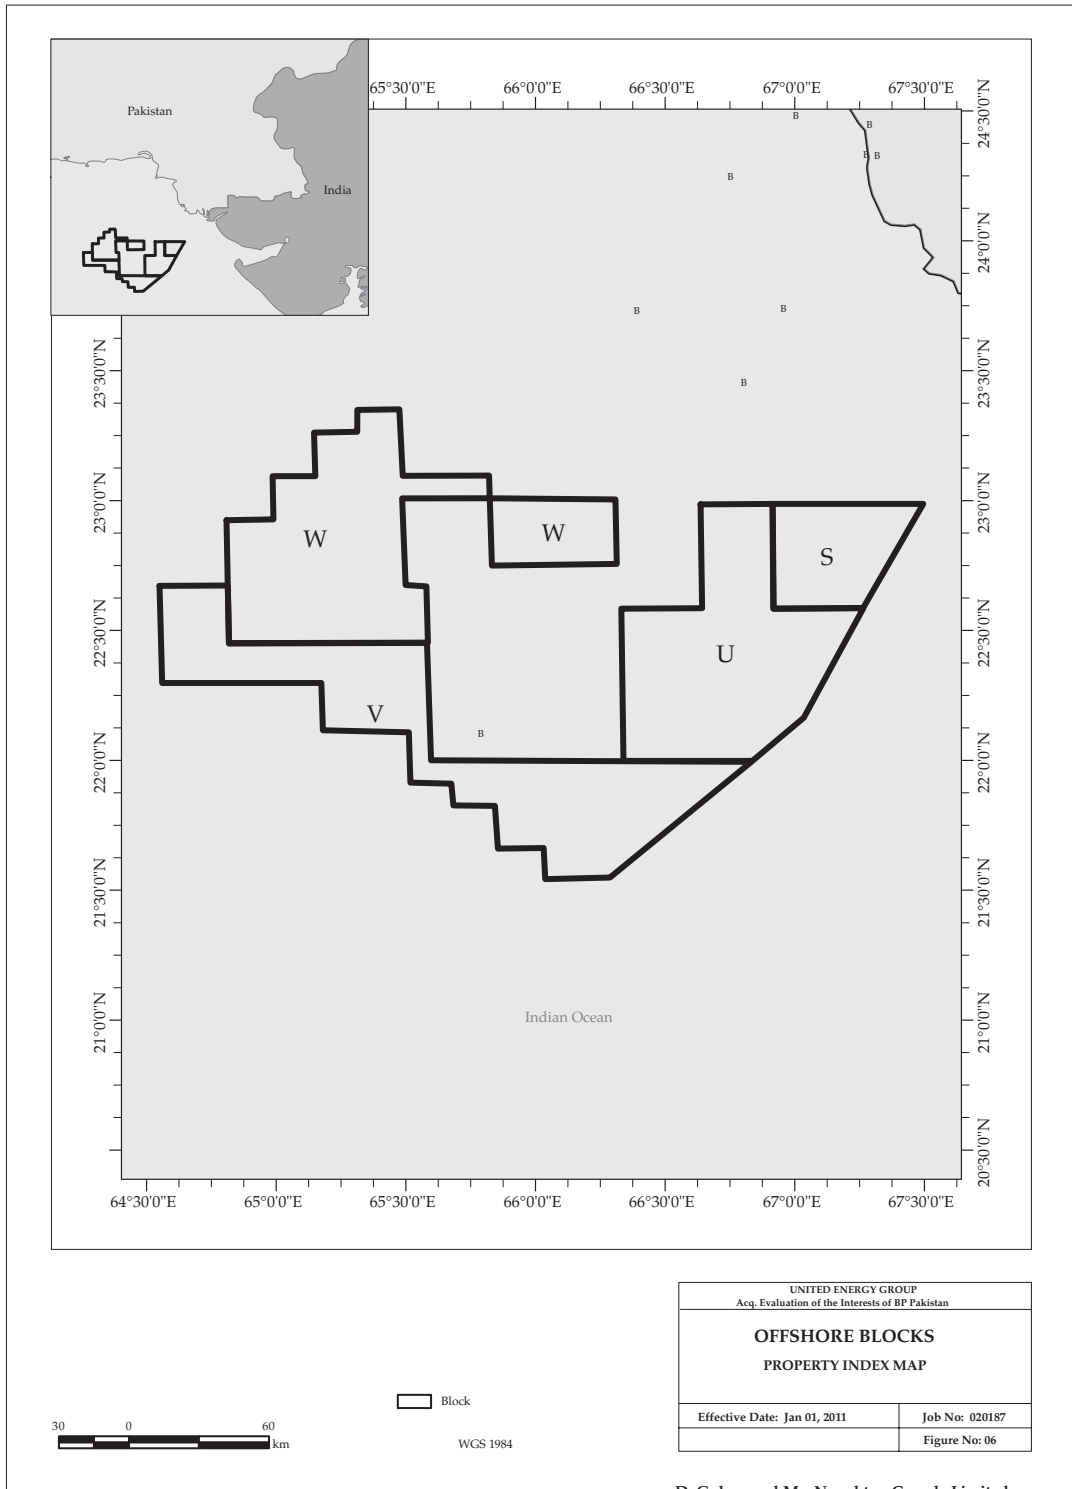 Pakistan
India
65°30'0"E 66°0'0"E 66°30'0"E 67°0'0"E 67°30'0"E
24°30'0"N
24°0'0"N
23°30'0"N
23°0'0"N
22°30'0"N
22°0'0"N
21°30'0"N
21°0'0"N
20°30'0"N
23°30'0"N
23°0'0"N
22°30'0"N
22°0'0"N
21°30'0"N
21°0'0"N
B
B
B
B
B
B
B
B
W
W
S
U
V
B
Indian Ocean
64°30'0"E 65°0'0"E 65°30'0"E 66°0'0"E 66°30'0"E 67°0'0"E 67°30'0"E
UNITED ENERGY GROUP
Acq. Evaluation of the Interests of BP Pakistan
OFFSHORE BLOCKS
PROPERTY INDEX MAP
Effective Date: Jan 01, 2011
Job No: 020187
Figure No: 06
Block
30 0 60
km
WGS 1984